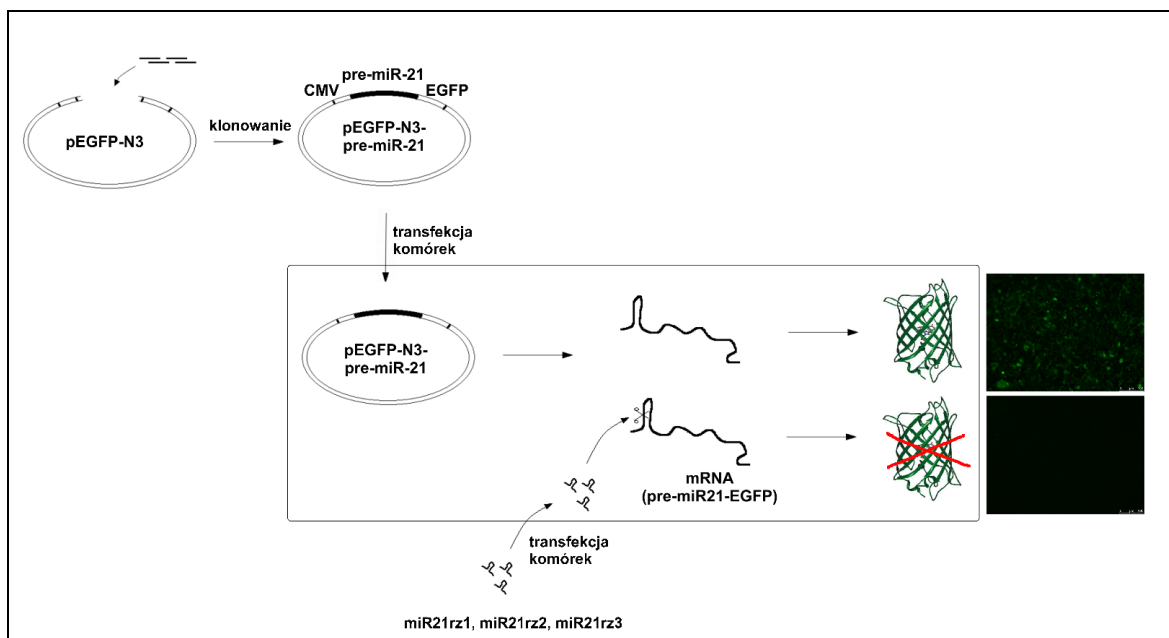 pre-miR-21
CMV
EGFP
pEGFP-N3
klonowanie
pEGFP-N3-
pre-miR-21
transfekcja
komórek
pEGFP-N3-
pre-miR-21
mRNA
(pre-miR21-EGFP)
transfekcja
komórek
miR21rz1, miR21rz2, miR21rz3